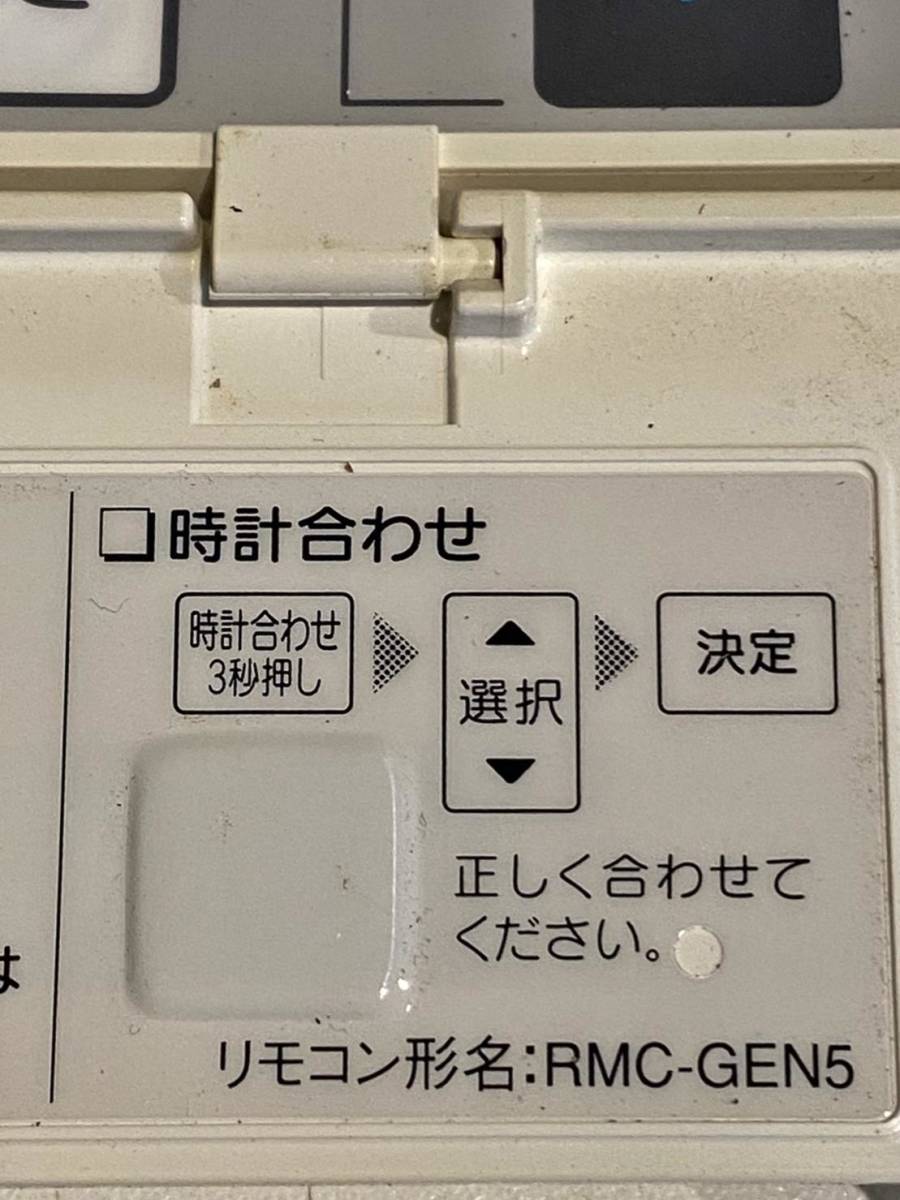 ❏時計合わせ
時計合わせ
3秒押し
▲
選択
▼
決定
正しく合わせて
ください。
は
リモコン形名:RMC-GEN5